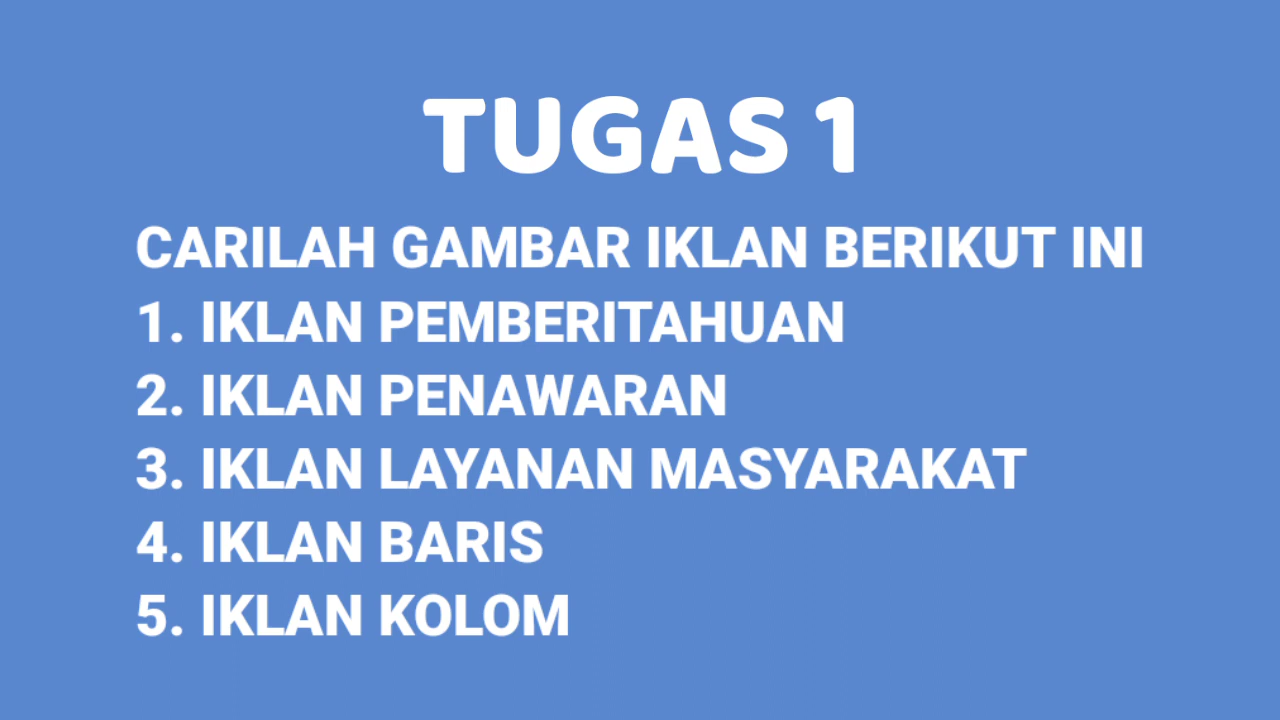 TUGAS 1
CARILAH GAMBAR IKLAN BERIKUT INI
1. IKLAN PEMBERITAHUAN
2. IKLAN PENAWARAN
3. IKLAN LAYANAN MASYARAKAT
4. IKLAN BARIS
5. IKLAN KOLOM